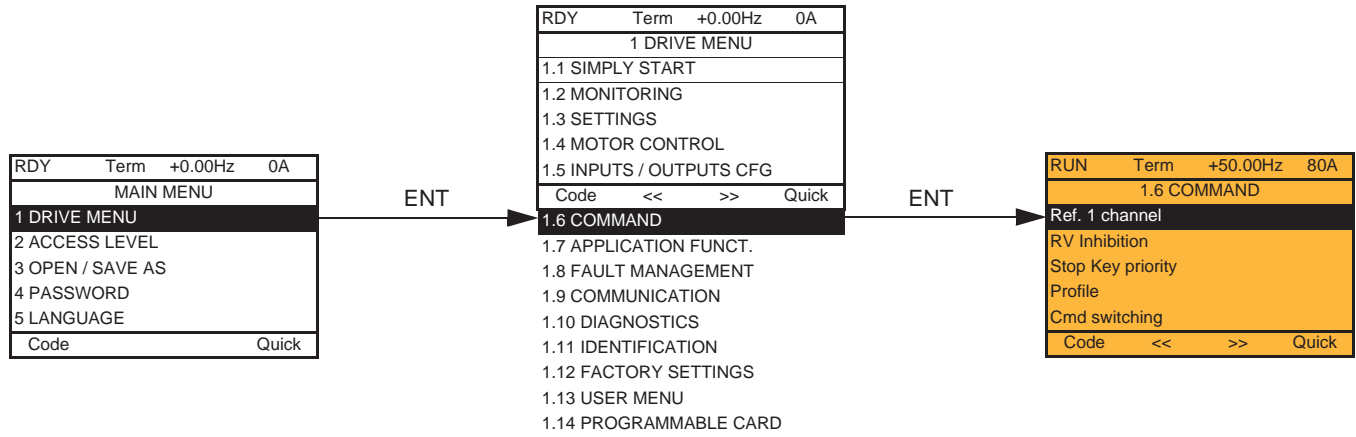 RDY Term +0.00Hz 0A
MAIN MENU
1 DRIVE MENU
2 ACCESS LEVEL
3 OPEN / SAVE AS
4 PASSWORD
5 LANGUAGE
Code Quick
ENT
RDY Term +0.00Hz 0A
1 DRIVE MENU
1.1 SIMPLY START
1.2 MONITORING
1.3 SETTINGS
1.4 MOTOR CONTROL
1.5 INPUTS / OUTPUTS CFG
Code << >> Quick
1.6 COMMAND
1.7 APPLICATION FUNCT.
1.8 FAULT MANAGEMENT
1.9 COMMUNICATION
1.10 DIAGNOSTICS
1.11 IDENTIFICATION
1.12 FACTORY SETTINGS
1.13 USER MENU
1.14 PROGRAMMABLE CARD
ENT
RUN Term +50.00Hz 80A
1.6 COMMAND
Ref. 1 channel
RV Inhibition
Stop Key priority
Profile
Cmd switching
Code << >> Quick